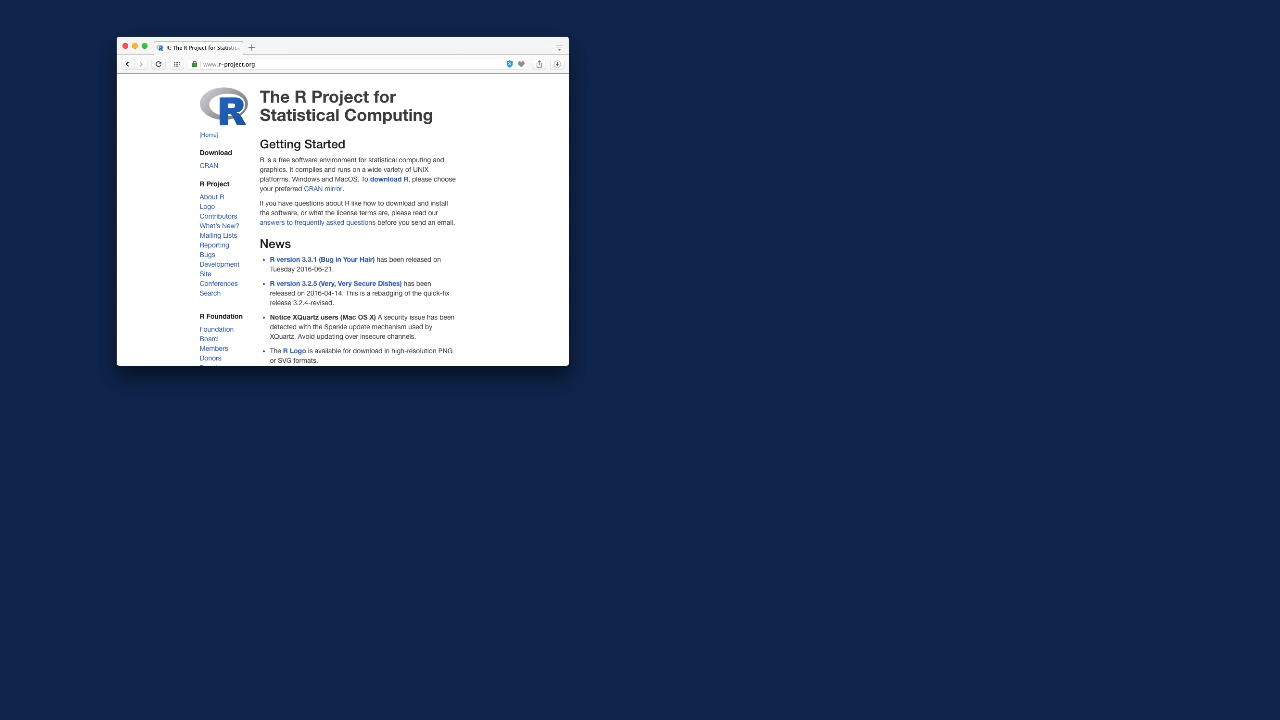 R: The R Project for Statistic
www.r-project.org
R
The R Project for
Statistical Computing
[Home]
Download
CRAN
R Project
About R
Logo
Contributors
What's New?
Mailing Lists
Reporting
Bugs
Development
Site
Conferences
Search
R Foundation
Foundation
Board
Members
Donors
Getting Started
R is a free software environment for statistical computing and
graphics. It compiles and runs on a wide variety of UNIX
platforms, Windows and MacOS. To download R, please choose
your preferred CRAN mirror.
If you have questions about R like how to download and install
the software, or what the license terms are, please read our
answers to frequently asked questions before you send an email.
News
• R version 3.3.1 (Bug in Your Hair) has been released on
Tuesday 2016-06-21.
• R version 3.2.5 (Very, Very Secure Dishes) has been
released on 2016-04-14. This is a rebadging of the quick-fix
release 3.2.4-revised.
• Notice XQuartz users (Mac OS X) A security issue has been
detected with the Sparkle update mechanism used by
XQuartz. Avoid updating over insecure channels.
• The R Logo is available for download in high-resolution PNG
or SVG formats.